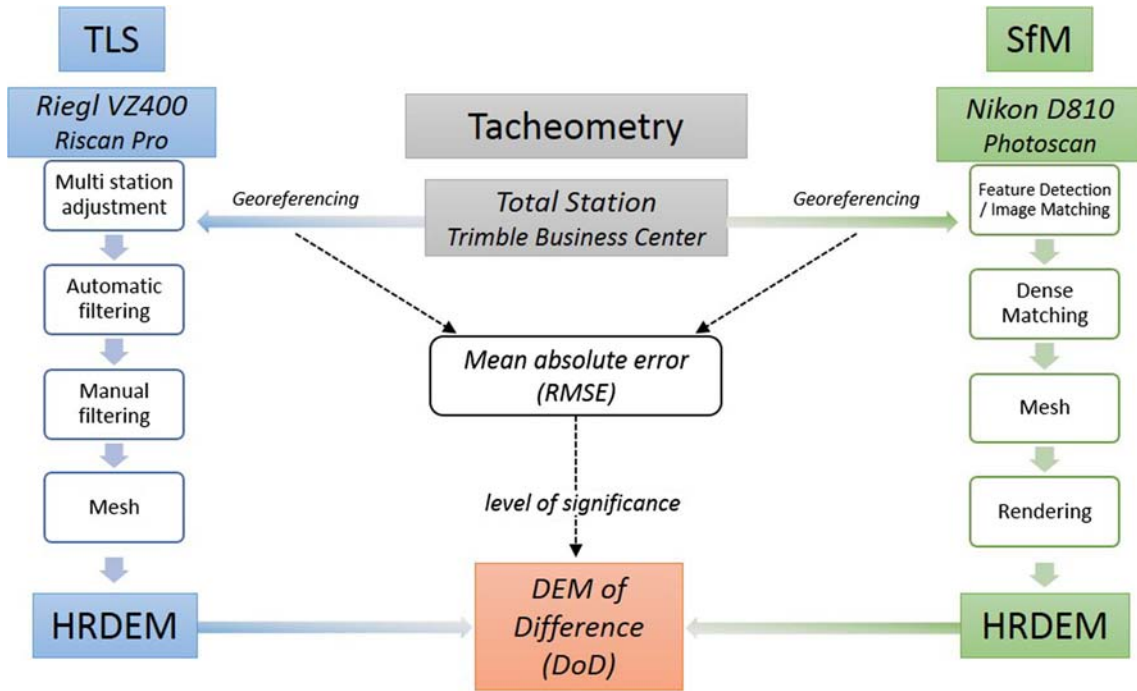 TLS
Riegl VZ400
Riscan Pro
Multi station
adjustment
Automatic
filtering
Manual
filtering
Mesh
HRDEM
Tacheometry
Georeferencing
Total Station
Trimble Business Center
Georeferencing
Mean absolute error
(RMSE)
level of significance
DEM of
Difference
(DoD)
SfM
Nikon D810
Photoscan
Feature Detection
/ Image Matching
Dense
Matching
Mesh
Rendering
HRDEM